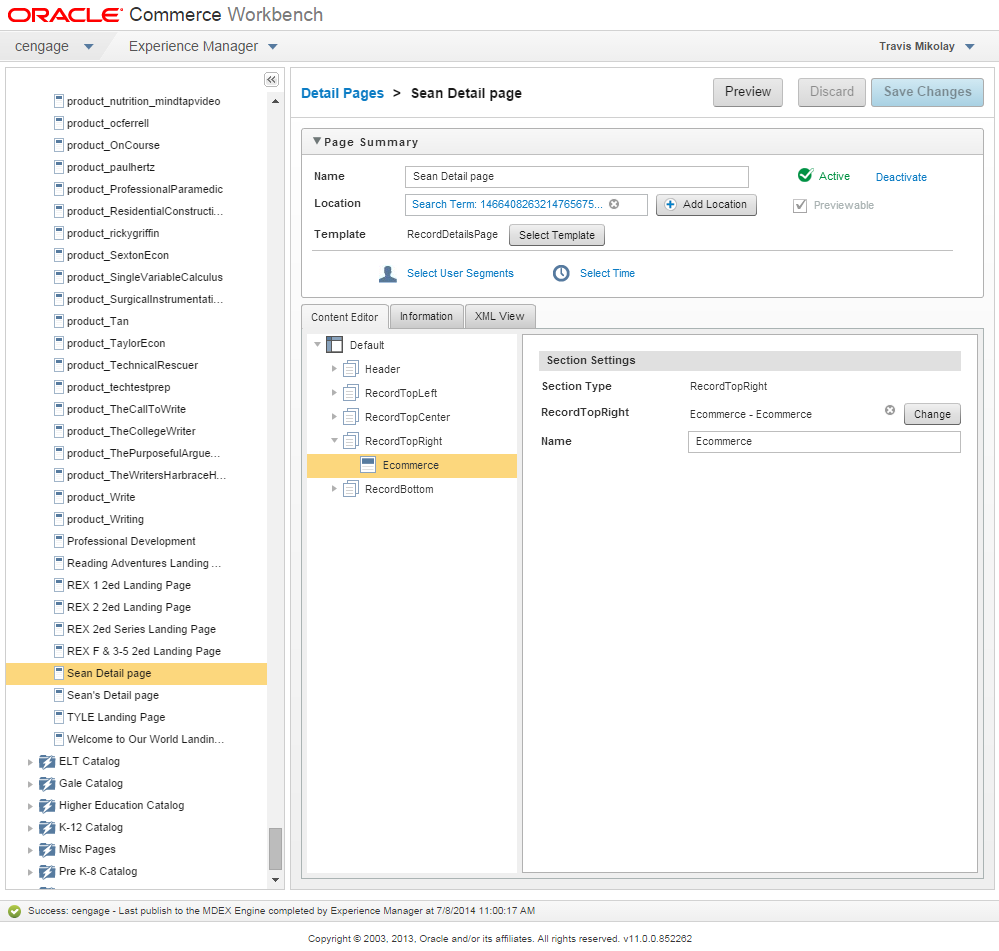 ORACLE Commerce Workbench
cengage Experience Manager Travis Mikolay
product_nutrition_mindtapvideo
product_ocferrell
product_OnCourse
product_paulhertz
product_ProfessionalParamedic
product_ResidentialConstructi...
product_rickygriffin
product_SextonEcon
product_SingleVariableCalculus
product_SurgicalInstrumentati...
product_Tan
product_TaylorEcon
product_TechnicalRescuer
product_techtestprep
product_TheCallToWrite
product_TheCollegeWriter
product_ThePurposefulArgue...
product_TheWritersHarbraceH...
product_Write
product_Writing
Professional Development
Reading Adventures Landing ...
REX 1 2ed Landing Page
REX 2 2ed Landing Page
REX 2ed Series Landing Page
REX F & 3-5 2ed Landing Page
Sean Detail page
Sean's Detail page
TYLE Landing Page
Welcome to Our World Landin...
ELT Catalog
Gale Catalog
Higher Education Catalog
K-12 Catalog
Misc Pages
Pre K-8 Catalog
Detail Pages > Sean Detail page Preview Discard Save Changes
Page Summary
Name Sean Detail page Active Deactivate
Location Search Term: 1466408263214765675... Add Location Previewable
Template RecordDetailsPage Select Template
Select User Segments Select Time
Content Editor Information XML View
Default
Header
RecordTopLeft
RecordTopCenter
RecordTopRight
Ecommerce
RecordBottom
Section Settings
Section Type RecordTopRight
RecordTopRight Ecommerce - Ecommerce Change
Name Ecommerce
Success: cengage - Last publish to the MDEX Engine completed by Experience Manager at 7/8/2014 11:00:17 AM
Copyright © 2003, 2013, Oracle and/or its affiliates. All rights reserved. v11.0.0.852262